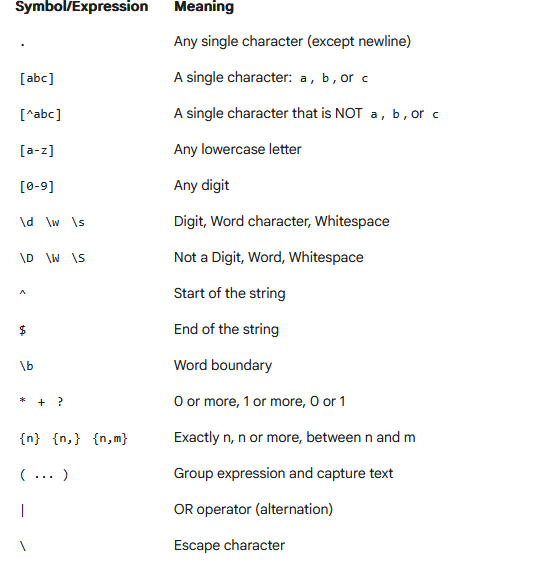 Symbol/Expression Meaning
. Any single character (except newline)
[abc] A single character: a, b, or c
[^abc] A single character that is NOT a, b, or c
[a-z] Any lowercase letter
[0-9] Any digit
\d \w \s Digit, Word character, Whitespace
\D \W \S Not a Digit, Word, Whitespace
^ Start of the string
$ End of the string
\b Word boundary
* + ? 0 or more, 1 or more, 0 or 1
{n} {n,} {n,m} Exactly n, n or more, between n and m
( ... ) Group expression and capture text
| OR operator (alternation)
\ Escape character